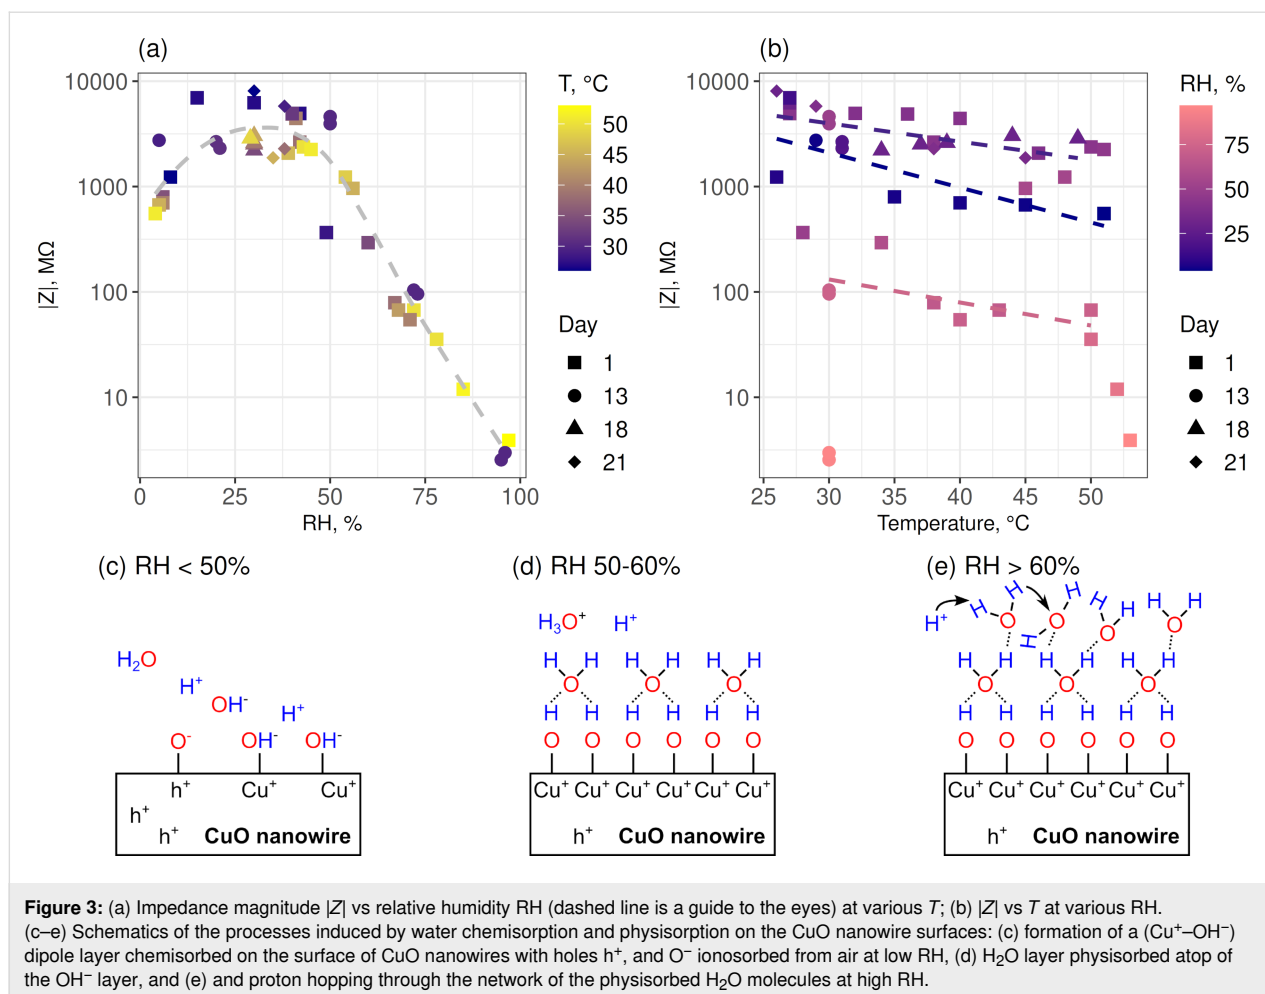 (a)
(b)
10000
1000
100
10
|Z|, MΩ
0 25 50 75 100
RH, %
T, °C
50
45
40
35
30
Day
1
13
18
21
10000
1000
100
10
|Z|, MΩ
25 30 35 40 45 50
Temperature, °C
RH, %
75
50
25
Day
1
13
18
21
(c) RH < 50%
H₂O
H⁺
OH⁻
H⁺
O⁻ OH⁻ OH⁻
h⁺ Cu⁺ Cu⁺
h⁺
h⁺ CuO nanowire
(d) RH 50-60%
H₃O⁺ H⁺
H H H H H H
O O O
H H H H H H
O O O O O O
Cu⁺ Cu⁺ Cu⁺ Cu⁺ Cu⁺ Cu⁺
h⁺ CuO nanowire
(e) RH > 60%
H H H H H H H
H⁺ O O O O
H
H H H H H H
O O O
H H H H H H
O O O O O O
Cu⁺ Cu⁺ Cu⁺ Cu⁺ Cu⁺ Cu⁺
h⁺ CuO nanowire
Figure 3: (a) Impedance magnitude |Z| vs relative humidity RH (dashed line is a guide to the eyes) at various T; (b) |Z| vs T at various RH.
(c–e) Schematics of the processes induced by water chemisorption and physisorption on the CuO nanowire surfaces: (c) formation of a (Cu⁺–OH⁻)
dipole layer chemisorbed on the surface of CuO nanowires with holes h⁺, and O⁻ ionosorbed from air at low RH, (d) H₂O layer physisorbed atop of
the OH⁻ layer, and (e) and proton hopping through the network of the physisorbed H₂O molecules at high RH.